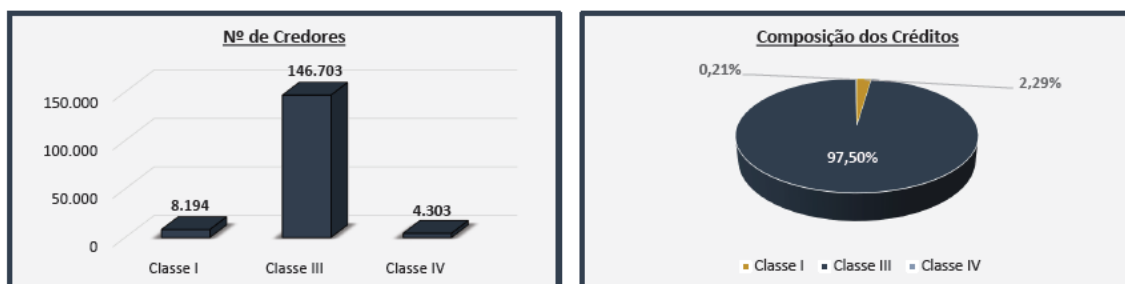 Nº de Credores
146.703
150.000
100.000
50.000
8.194
4.303
0
Classe I
Classe III
Classe IV
Composição dos Créditos
0,21%
2,29%
97,50%
Classe I
Classe III
Classe IV